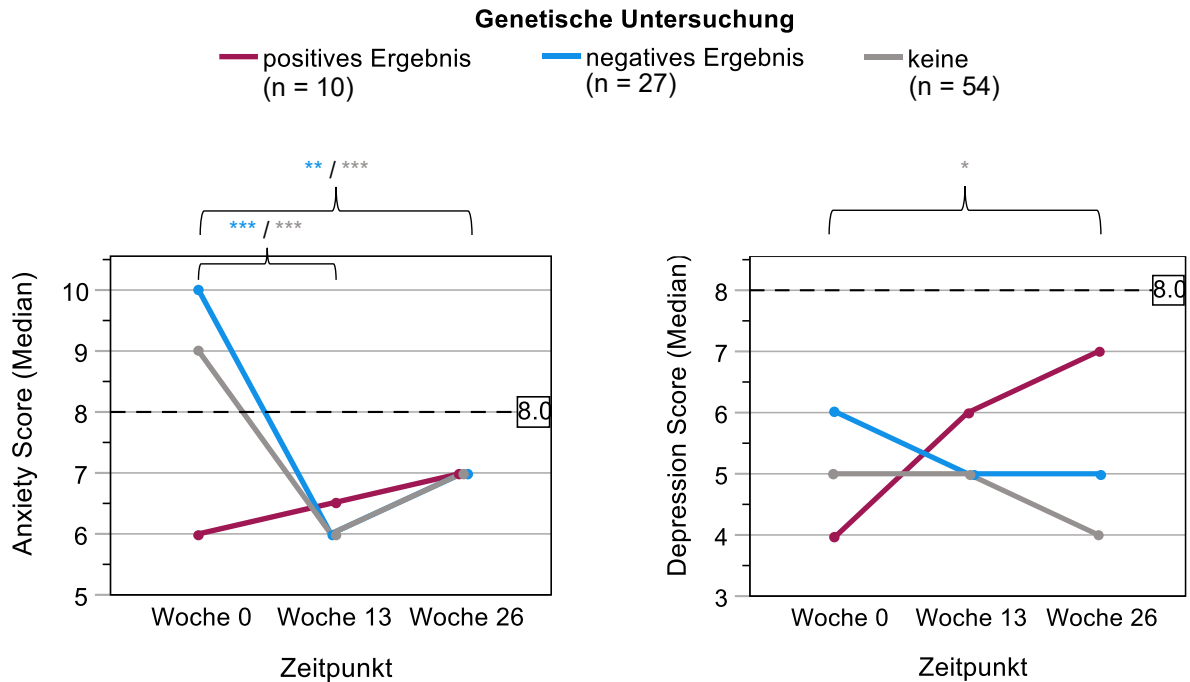 Genetische Untersuchung
positives Ergebnis
(n = 10)
negatives Ergebnis
(n = 27)
keine
(n = 54)
** / ***
*** / ***
Anxiety Score (Median)
10
9
8
7
6
5
8.0
Woche 0 Woche 13 Woche 26
Zeitpunkt
*
Depression Score (Median)
8
7
6
5
4
3
8.0
Woche 0 Woche 13 Woche 26
Zeitpunkt